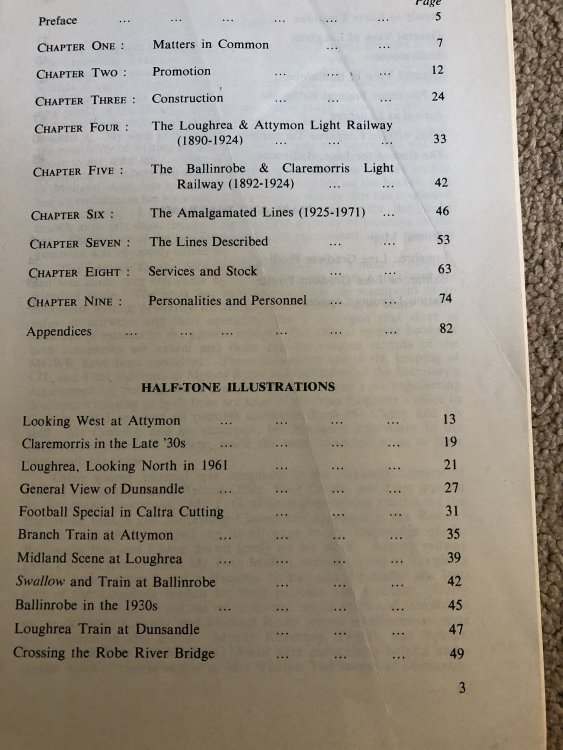 Page
Preface ... ... ... ... ... ... 5
CHAPTER ONE : Matters in Common ... ... 7
CHAPTER TWO : Promotion ... ... ... 12
CHAPTER THREE : Construction ... ... ... 24
CHAPTER FOUR : The Loughrea & Attymon Light Railway
(1890-1924) ... ... ... 33
CHAPTER FIVE : The Ballinrobe & Claremorris Light
Railway (1892-1924) ... ... 42
CHAPTER SIX : The Amalgamated Lines (1925-1971) ... 46
CHAPTER SEVEN : The Lines Described ... ... 53
CHAPTER EIGHT : Services and Stock ... ... 63
CHAPTER NINE : Personalities and Personnel ... ... 74
Appendices ... ... ... ... ... 82
HALF-TONE ILLUSTRATIONS
Looking West at Attymon ... ... ... ... 13
Claremorris in the Late '30s ... ... ... ... 19
Loughrea, Looking North in 1961 ... ... ... 21
General View of Dunsandle ... ... ... ... 27
Football Special in Caltra Cutting ... ... ... 31
Branch Train at Attymon ... ... ... ... 35
Midland Scene at Loughrea ... ... ... ... 39
Swallow and Train at Ballinrobe ... ... ... 42
Ballinrobe in the 1930s ... ... ... ... 45
Loughrea Train at Dunsandle ... ... ... 47
Crossing the Robe River Bridge ... ... ... 49
3